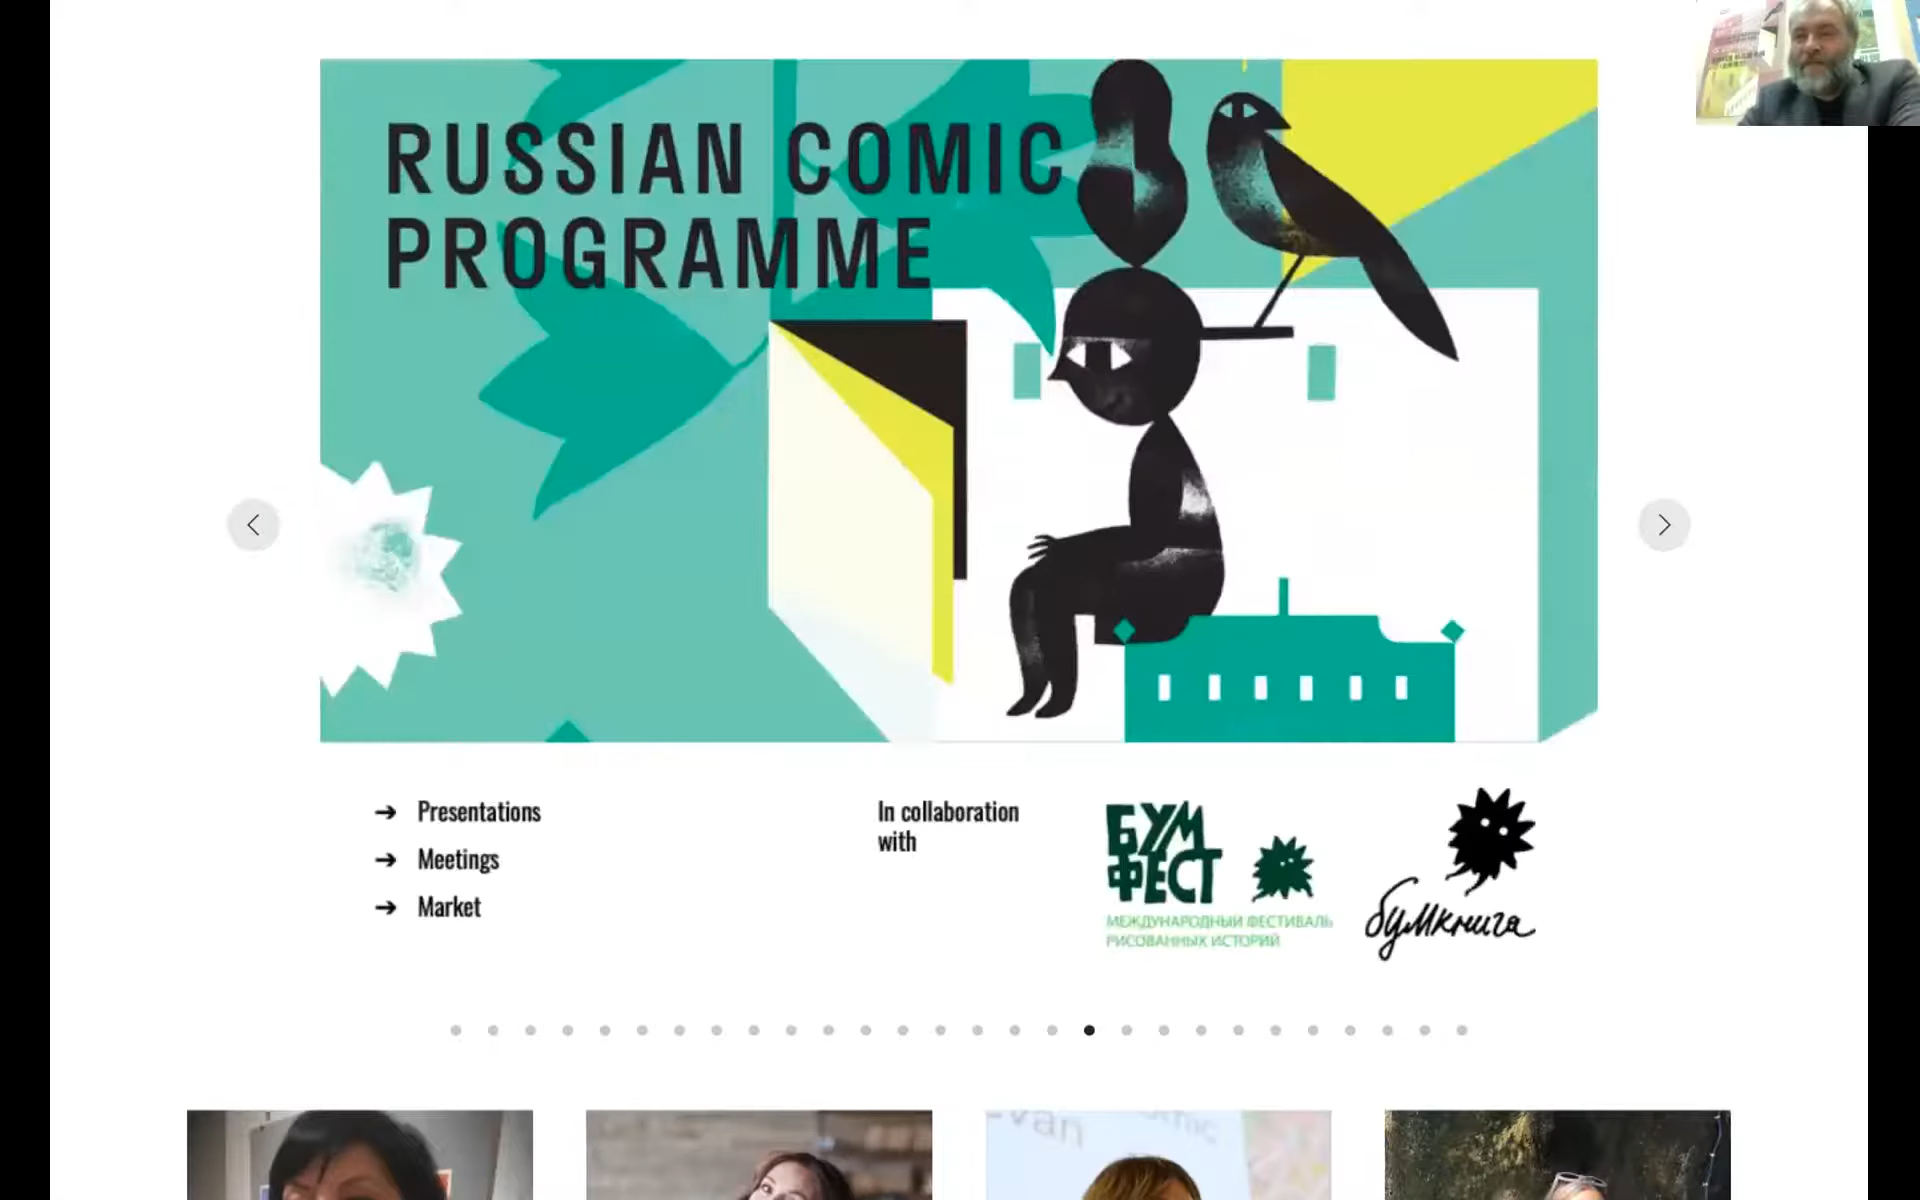 RUSSIAN COMIC
PROGRAMME
→ Presentations
→ Meetings
→ Market
In collaboration
with
БУМ
ФЕСТ
МЕЖДУНАРОДНЫЙ ФЕСТИВАЛЬ
РИСОВАННЫХ ИСТОРИЙ
бумкнига